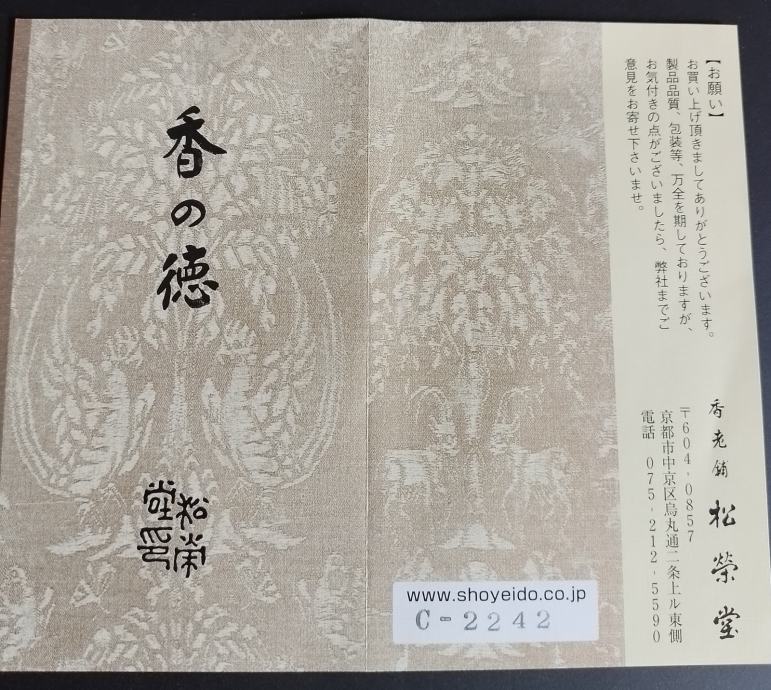 【お願い】
お買い上げ頂きましてありがとうございます。
製品品質、包装等、万全を期しておりますが、
お気付きの点がございましたら、弊社までご
意見をお寄せ下さいませ。
香老舗 松榮堂
〒604-0857
京都市中京区烏丸通二条上ル東側
電話 075-212-5590
www.shoyeido.co.jp
C-2242
香の徳
松榮
堂印